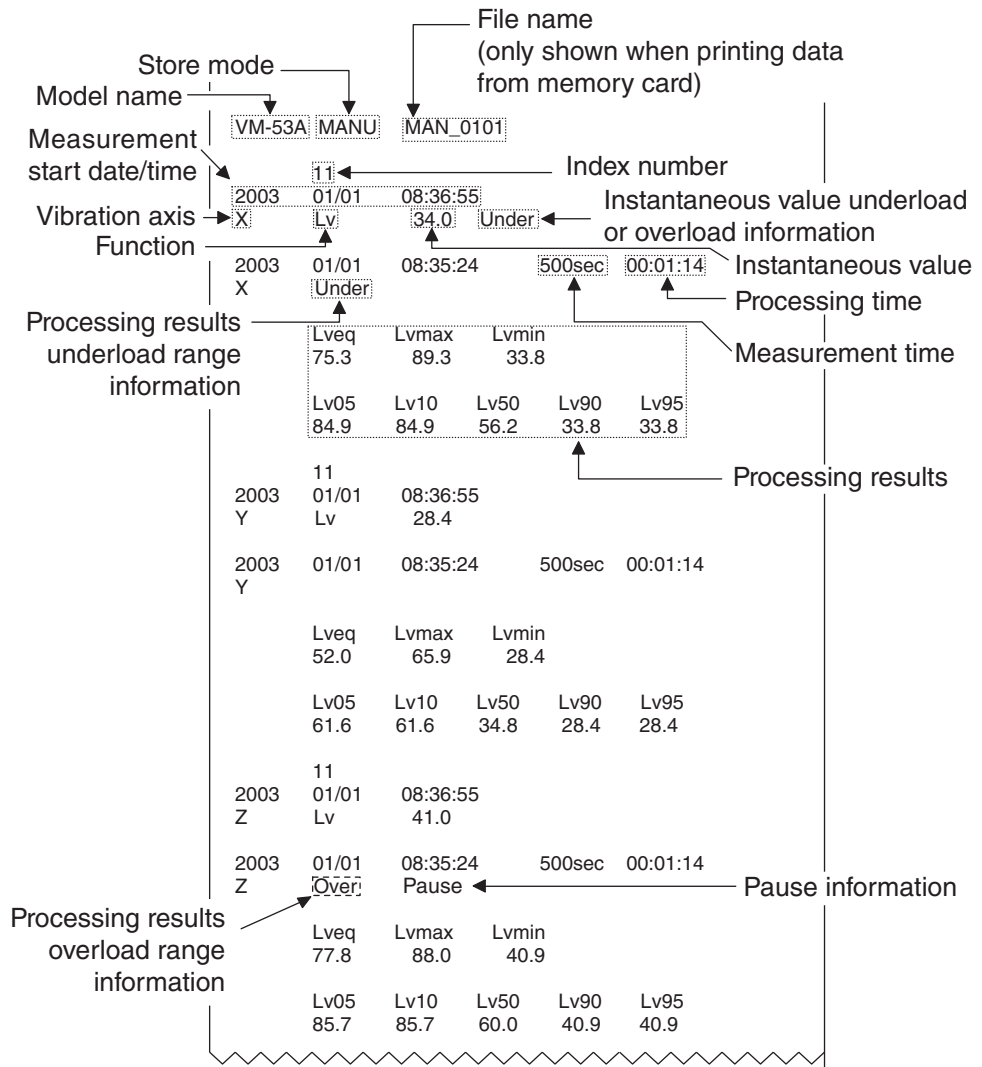 File name
(only shown when printing data
from memory card)
Store mode
Model name
VM-53A MANU MAN_0101
Measurement
start date/time
11
Index number
2003 01/01 08:36:55
Vibration axis
X Lv 34.0 Under
Instantaneous value underload
or overload information
Function
Instantaneous value
2003 01/01 08:35:24 500sec 00:01:14
X Under
Processing time
Processing results
underload range
information
Measurement time
Lveq Lvmax Lvmin
75.3 89.3 33.8
Lv05 Lv10 Lv50 Lv90 Lv95
84.9 84.9 56.2 33.8 33.8
Processing results
11
2003 01/01 08:36:55
Y Lv 28.4
2003 01/01 08:35:24 500sec 00:01:14
Y
Lveq Lvmax Lvmin
52.0 65.9 28.4
Lv05 Lv10 Lv50 Lv90 Lv95
61.6 61.6 34.8 28.4 28.4
11
2003 01/01 08:36:55
Z Lv 41.0
2003 01/01 08:35:24 500sec 00:01:14
Z Over Pause
Pause information
Processing results
overload range
information
Lveq Lvmax Lvmin
77.8 88.0 40.9
Lv05 Lv10 Lv50 Lv90 Lv95
85.7 85.7 60.0 40.9 40.9